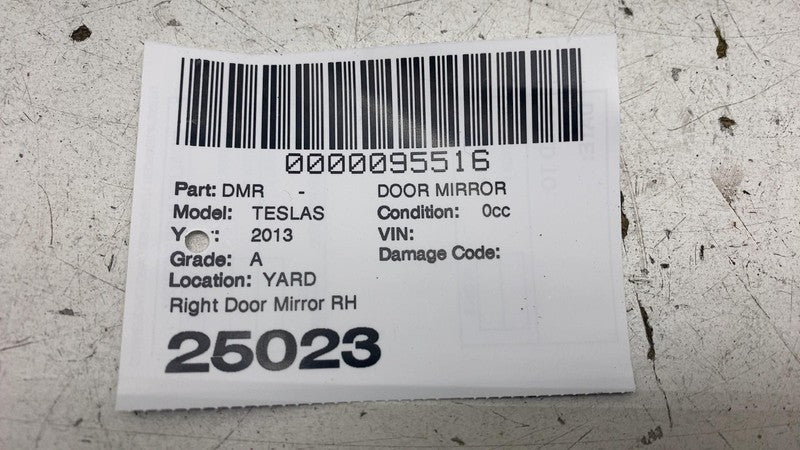 0000095516
Part: DMR - DOOR MIRROR
Model: TESLAS Condition: 0cc
2013 VIN:
Grade: A Damage Code:
Location: YARD
Right Door Mirror RH
25023